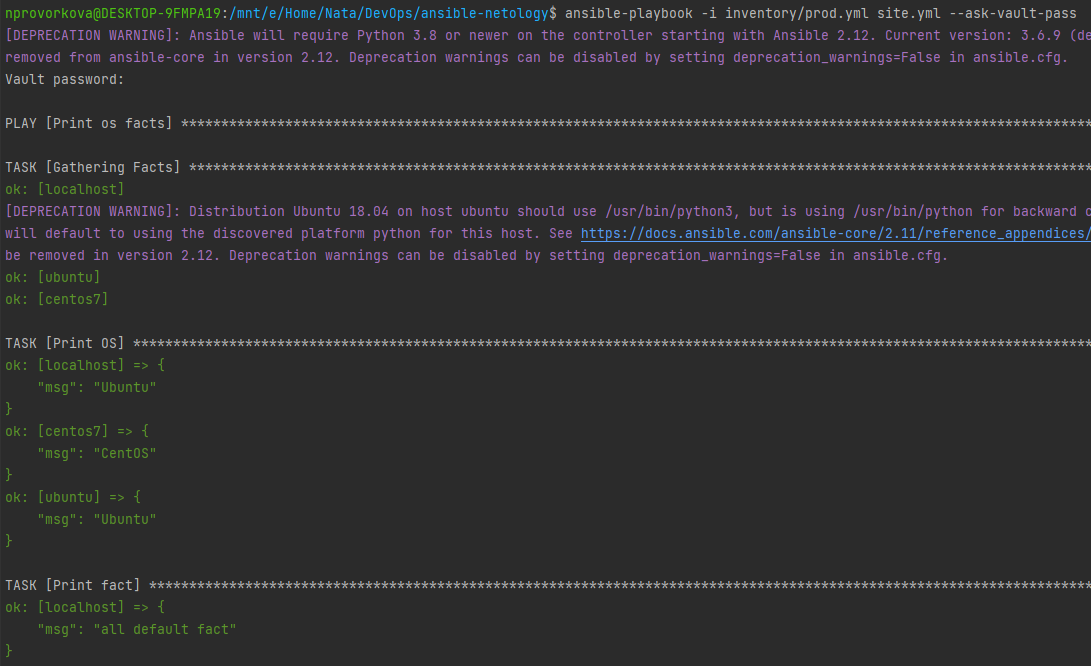 nprovorkova@DESKTOP-9FMPA19:/mnt/e/Home/Nata/DevOps/ansible-netology$ ansible-playbook -i inventory/prod.yml site.yml --ask-vault-pass
[DEPRECATION WARNING]: Ansible will require Python 3.8 or newer on the controller starting with Ansible 2.12. Current version: 3.6.9 (de
removed from ansible-core in version 2.12. Deprecation warnings can be disabled by setting deprecation_warnings=False in ansible.cfg.
Vault password:
PLAY [Print os facts] ******************************************************************************************************************
TASK [Gathering Facts] *****************************************************************************************************************
ok: [localhost]
[DEPRECATION WARNING]: Distribution Ubuntu 18.04 on host ubuntu should use /usr/bin/python3, but is using /usr/bin/python for backward c
will default to using the discovered platform python for this host. See https://docs.ansible.com/ansible-core/2.11/reference_appendices/
be removed in version 2.12. Deprecation warnings can be disabled by setting deprecation_warnings=False in ansible.cfg.
ok: [ubuntu]
ok: [centos7]
TASK [Print OS] ************************************************************************************************************************
ok: [localhost] => {
    "msg": "Ubuntu"
}
ok: [centos7] => {
    "msg": "CentOS"
}
ok: [ubuntu] => {
    "msg": "Ubuntu"
}
TASK [Print fact] **********************************************************************************************************************
ok: [localhost] => {
    "msg": "all default fact"
}